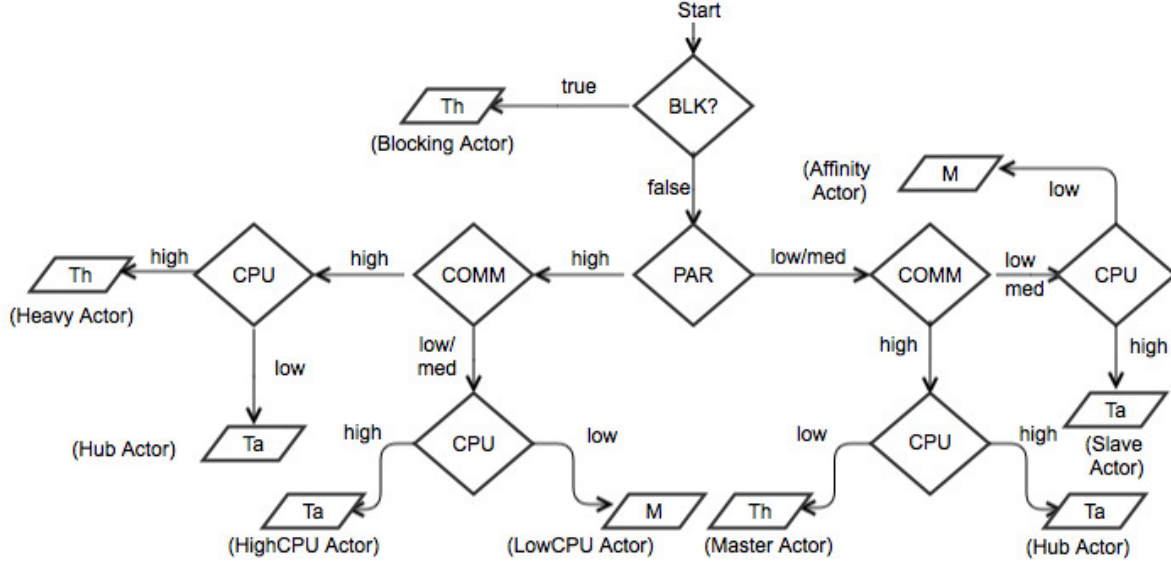 Start
BLK?
true
Th
(Blocking Actor)
false
(Affinity
Actor)
M
low
Th
high
CPU
high
COMM
high
PAR
low/med
COMM
low
med
CPU
(Heavy Actor)
low
low/
med
high
high
(Hub Actor)
Ta
high
CPU
low
low
CPU
high
Ta
(Slave
Actor)
Ta
(HighCPU Actor)
M
(LowCPU Actor)
Th
(Master Actor)
Ta
(Hub Actor)